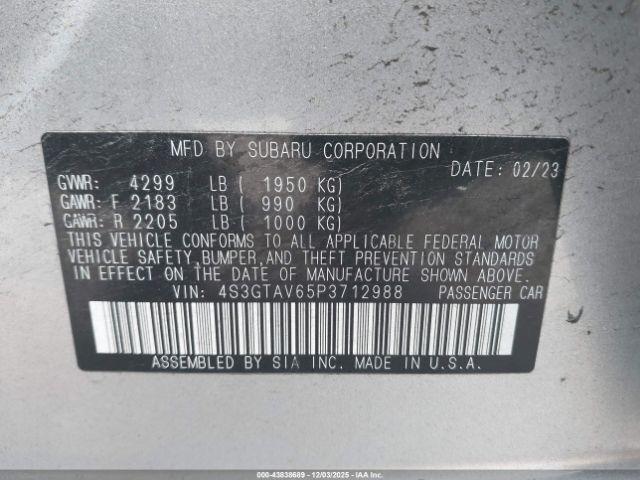 MFD BY SUBARU CORPORATION
DATE: 02/23
GVWR: 4299 LB ( 1950 KG)
GAWR: F 2183 LB ( 990 KG)
GAWR: R 2205 LB ( 1000 KG)
THIS VEHICLE CONFORMS TO ALL APPLICABLE FEDERAL MOTOR
VEHICLE SAFETY, BUMPER, AND THEFT PREVENTION STANDARDS
IN EFFECT ON THE DATE OF MANUFACTURE SHOWN ABOVE.
VIN: 4S3GTAV65P3712988 PASSENGER CAR
ASSEMBLED BY SIA INC. MADE IN U.S.A.
000-43838689 - 12/03/2025 - IAAI.COM